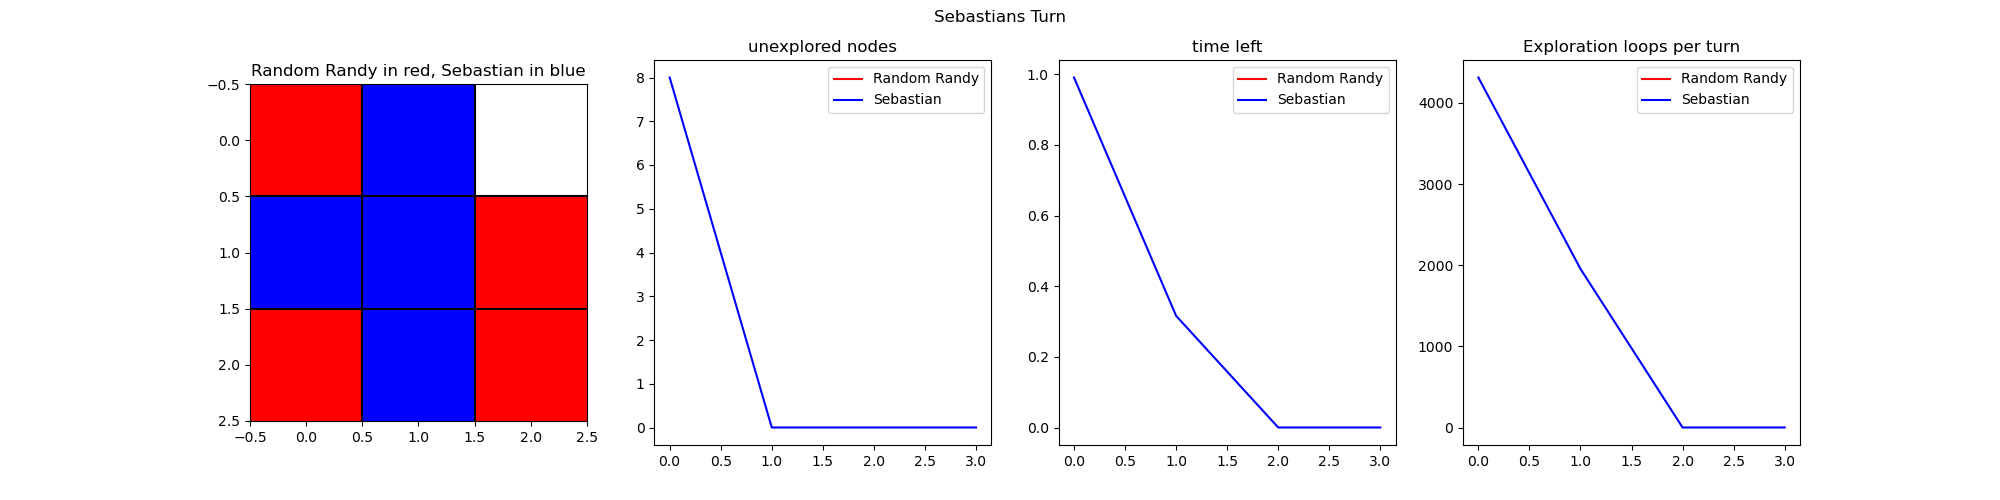 Sebastians Turn
Random Randy in red, Sebastian in blue
−0.5
0.0
0.5
1.0
1.5
2.0
2.5
−0.5 0.0 0.5 1.0 1.5 2.0 2.5
unexplored nodes
Random Randy
Sebastian
8
7
6
5
4
3
2
1
0
0.0 0.5 1.0 1.5 2.0 2.5 3.0
time left
Random Randy
Sebastian
1.0
0.8
0.6
0.4
0.2
0.0
0.0 0.5 1.0 1.5 2.0 2.5 3.0
Exploration loops per turn
Random Randy
Sebastian
4000
3000
2000
1000
0
0.0 0.5 1.0 1.5 2.0 2.5 3.0